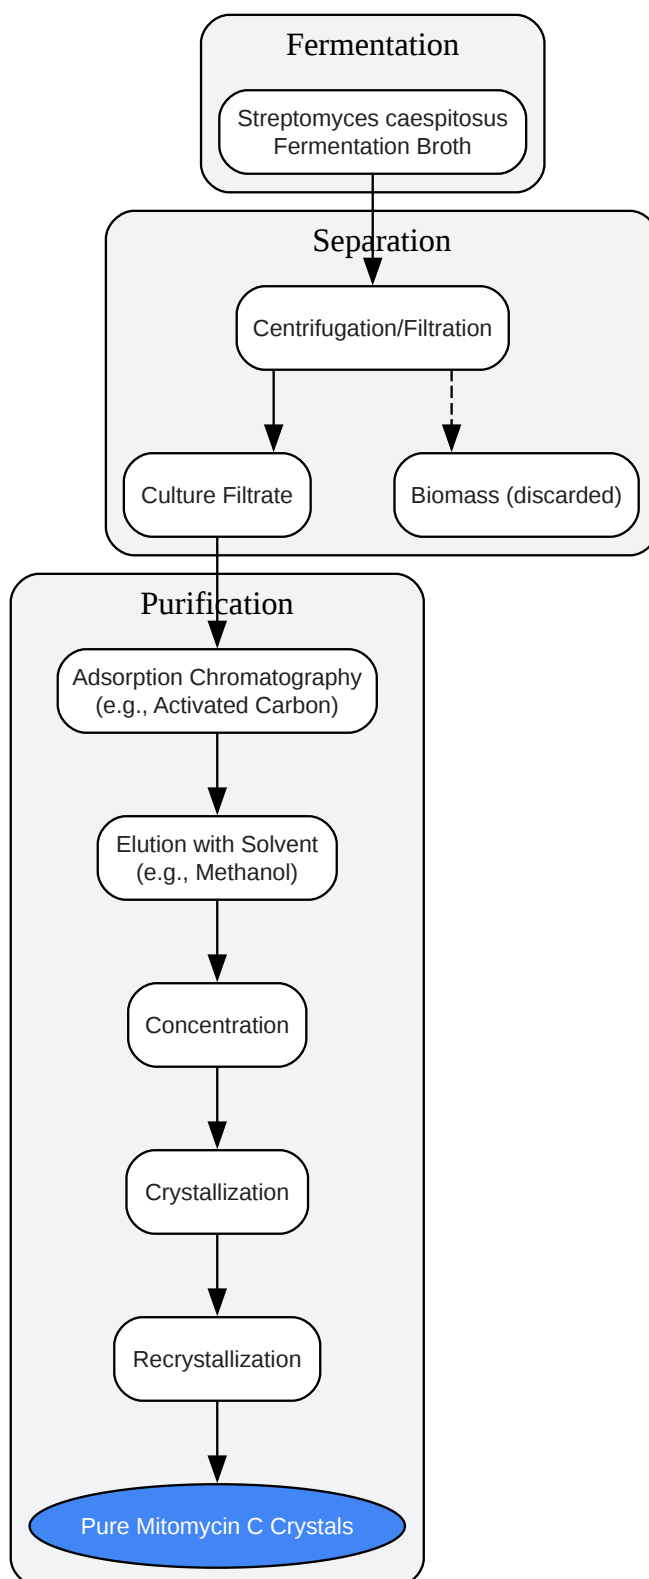 Fermentation
Streptomyces caespitosus
Fermentation Broth
Separation
Centrifugation/Filtration
Culture Filtrate
Biomass (discarded)
Purification
Adsorption Chromatography
(e.g., Activated Carbon)
Elution with Solvent
(e.g., Methanol)
Concentration
Crystallization
Recrystallization
Pure Mitomycin C Crystals